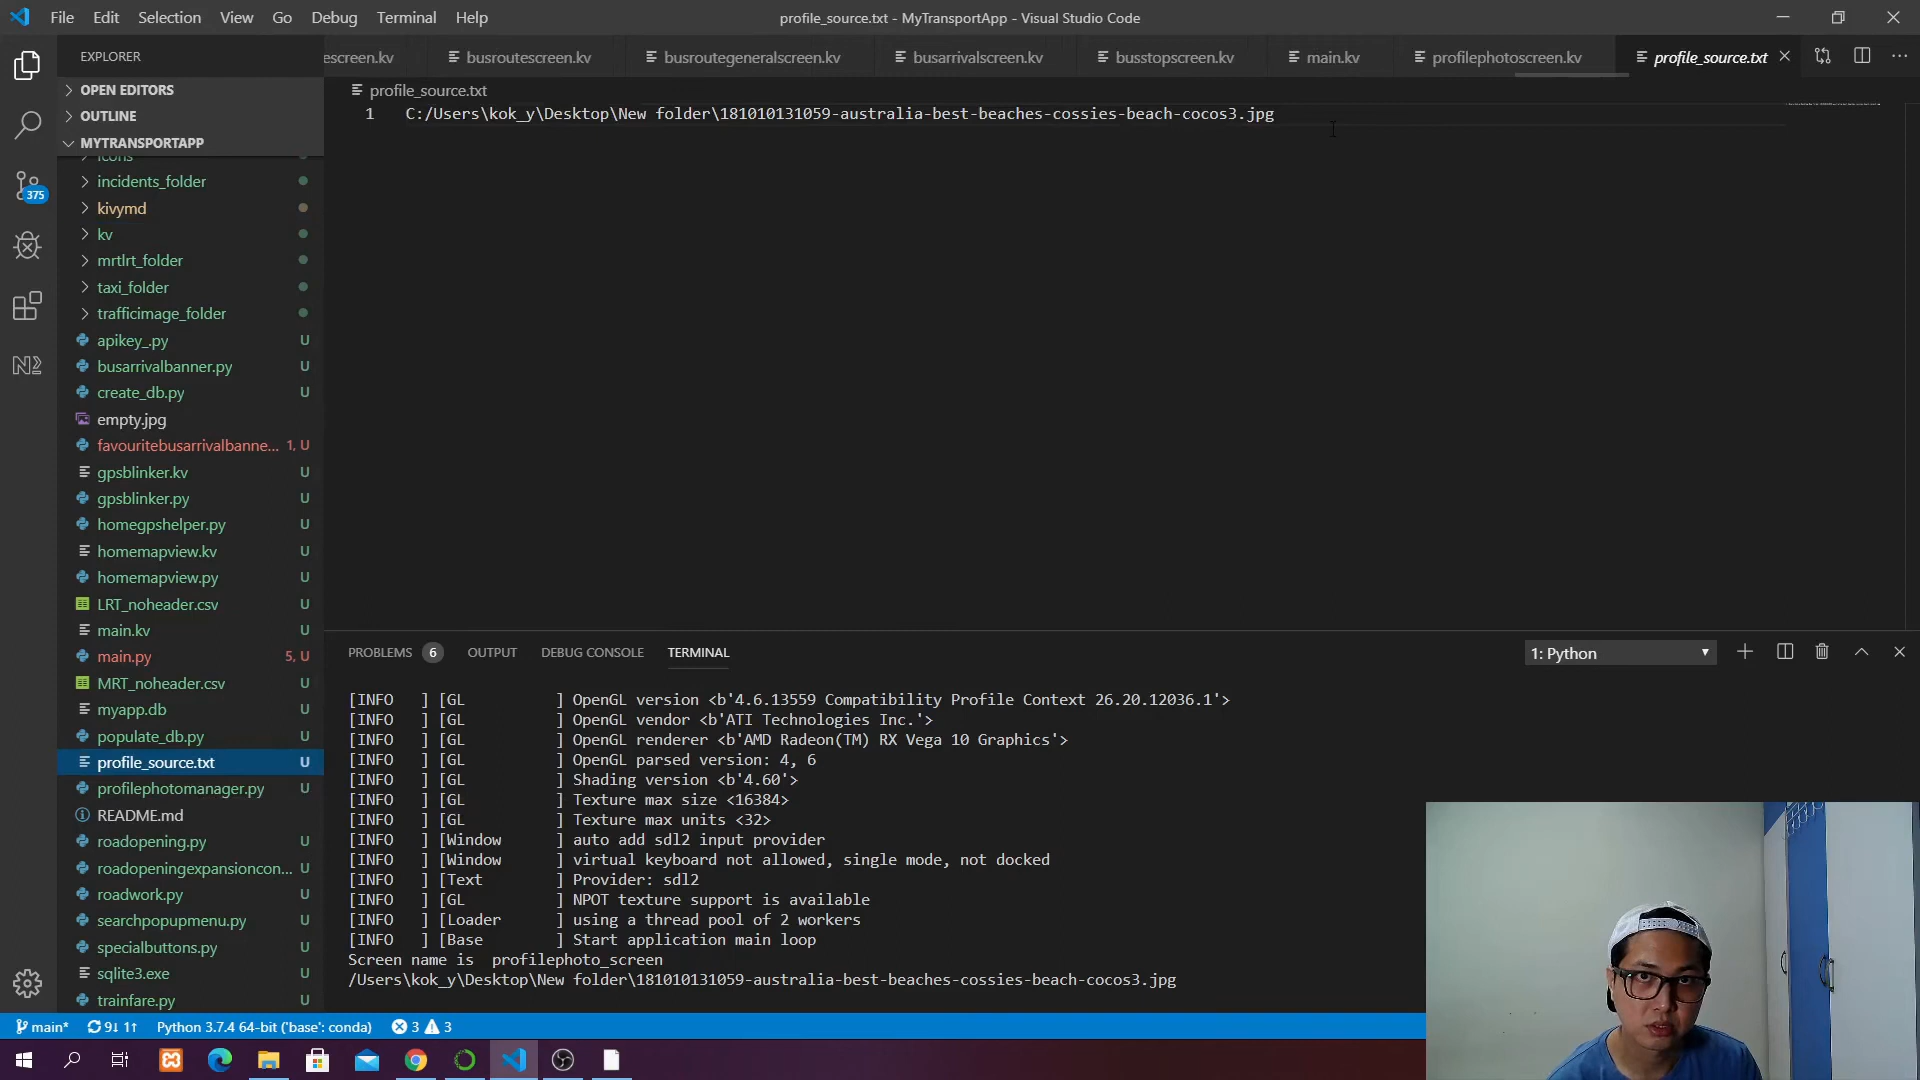 File Edit Selection View Go Debug Terminal Help
profile_source.txt - MyTransportApp - Visual Studio Code
EXPLORER
escreen.kv
busroutescreen.kv
busroutegeneralscreen.kv
busarrivalscreen.kv
busstopscreen.kv
main.kv
profilephotoscreen.kv
profile_source.txt
OPEN EDITORS
OUTLINE
MYTRANSPORTAPP
icons
incidents_folder
kivymd
kv
mrtlrt_folder
taxi_folder
trafficimage_folder
apikey_.py U
busarrivalbanner.py U
create_db.py U
empty.jpg
favouritebusarrivalbanne... 1, U
gpsblinker.kv U
gpsblinker.py U
homegpshelper.py U
homemapview.kv U
homemapview.py U
LRT_noheader.csv U
main.kv U
main.py 5, U
MRT_noheader.csv U
myapp.db U
populate_db.py U
profile_source.txt U
profilephotomanager.py U
README.md
roadopening.py U
roadopeningexpansioncon... U
roadwork.py U
searchpopupmenu.py U
specialbuttons.py U
sqlite3.exe U
trainfare.py U
375
profile_source.txt
1 C:/Users\kok_y\Desktop\New folder\181010131059-australia-best-beaches-cossies-beach-cocos3.jpg
PROBLEMS 6 OUTPUT DEBUG CONSOLE TERMINAL
1: Python
[INFO   ] [GL          ] OpenGL version <b'4.6.13559 Compatibility Profile Context 26.20.12036.1'>
[INFO   ] [GL          ] OpenGL vendor <b'ATI Technologies Inc.'>
[INFO   ] [GL          ] OpenGL renderer <b'AMD Radeon(TM) RX Vega 10 Graphics'>
[INFO   ] [GL          ] OpenGL parsed version: 4, 6
[INFO   ] [GL          ] Shading version <b'4.60'>
[INFO   ] [GL          ] Texture max size <16384>
[INFO   ] [GL          ] Texture max units <32>
[INFO   ] [Window      ] auto add sdl2 input provider
[INFO   ] [Window      ] virtual keyboard not allowed, single mode, not docked
[INFO   ] [Text        ] Provider: sdl2
[INFO   ] [GL          ] NPOT texture support is available
[INFO   ] [Loader      ] using a thread pool of 2 workers
[INFO   ] [Base        ] Start application main loop
Screen name is  profilephoto_screen
/Users\kok_y\Desktop\New folder\181010131059-australia-best-beaches-cossies-beach-cocos3.jpg
main* 9↓ 1↑ Python 3.7.4 64-bit ('base': conda) 3 3